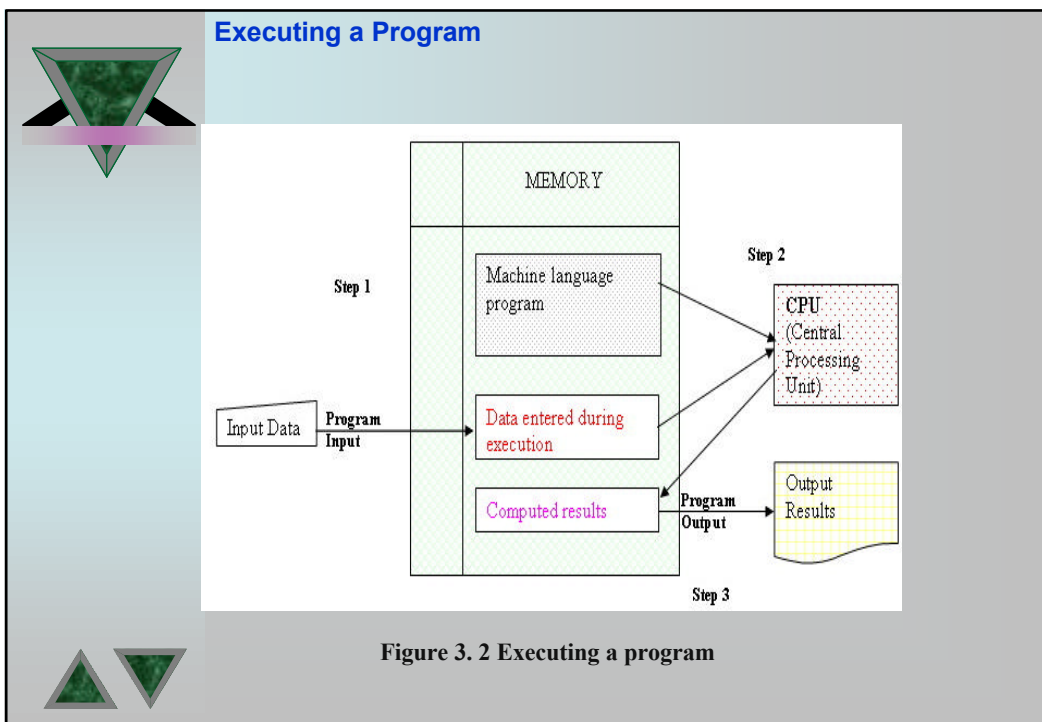 Executing a Program
MEMORY
Step 1
Step 2
Machine language
program
CPU
(Central
Processing
Unit)
Input Data
Program
Input
Data entered during
execution
Computed results
Program
Output
Output
Results
Step 3
Figure 3. 2 Executing a program